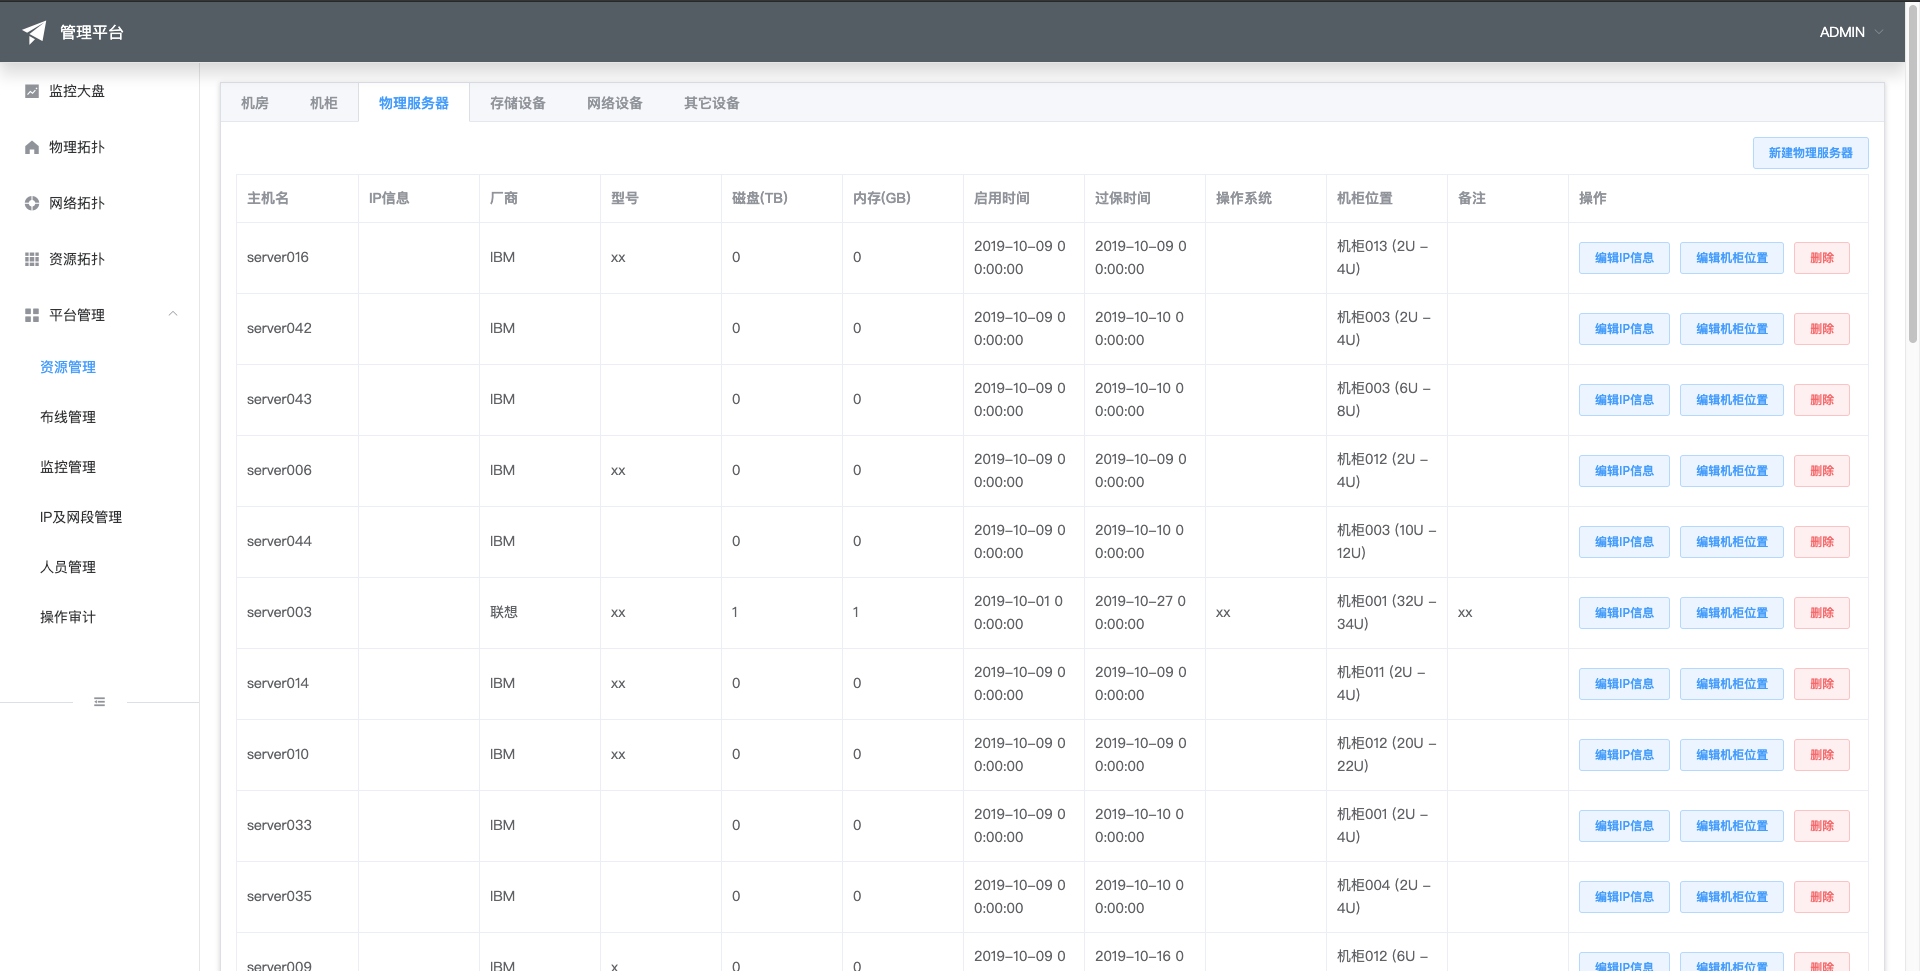 管理平台
ADMIN
监控大盘
物理拓扑
网络拓扑
资源拓扑
平台管理
资源管理
布线管理
监控管理
IP及网段管理
人员管理
操作审计
机房 机柜 物理服务器 存储设备 网络设备 其它设备
新建物理服务器
主机名 IP信息 厂商 型号 磁盘(TB) 内存(GB) 启用时间 过保时间 操作系统 机柜位置 备注 操作
server016 IBM xx 0 0 2019-10-09 00:00:00 2019-10-09 00:00:00 机柜013 (2U - 4U) 编辑IP信息 编辑机柜位置 删除
server042 IBM 0 0 2019-10-09 00:00:00 2019-10-10 00:00:00 机柜003 (2U - 4U) 编辑IP信息 编辑机柜位置 删除
server043 IBM 0 0 2019-10-09 00:00:00 2019-10-10 00:00:00 机柜003 (6U - 8U) 编辑IP信息 编辑机柜位置 删除
server006 IBM xx 0 0 2019-10-09 00:00:00 2019-10-09 00:00:00 机柜012 (2U - 4U) 编辑IP信息 编辑机柜位置 删除
server044 IBM 0 0 2019-10-09 00:00:00 2019-10-10 00:00:00 机柜003 (10U - 12U) 编辑IP信息 编辑机柜位置 删除
server003 联想 xx 1 1 2019-10-01 00:00:00 2019-10-27 00:00:00 xx 机柜001 (32U - 34U) xx 编辑IP信息 编辑机柜位置 删除
server014 IBM xx 0 0 2019-10-09 00:00:00 2019-10-09 00:00:00 机柜011 (2U - 4U) 编辑IP信息 编辑机柜位置 删除
server010 IBM xx 0 0 2019-10-09 00:00:00 2019-10-09 00:00:00 机柜012 (20U - 22U) 编辑IP信息 编辑机柜位置 删除
server033 IBM 0 0 2019-10-09 00:00:00 2019-10-10 00:00:00 机柜001 (2U - 4U) 编辑IP信息 编辑机柜位置 删除
server035 IBM 0 0 2019-10-09 00:00:00 2019-10-10 00:00:00 机柜004 (2U - 4U) 编辑IP信息 编辑机柜位置 删除
server009 IBM x 0 0 2019-10-09 0 2019-10-16 0 机柜012 (6U - 编辑IP信息 编辑机柜位置 删除